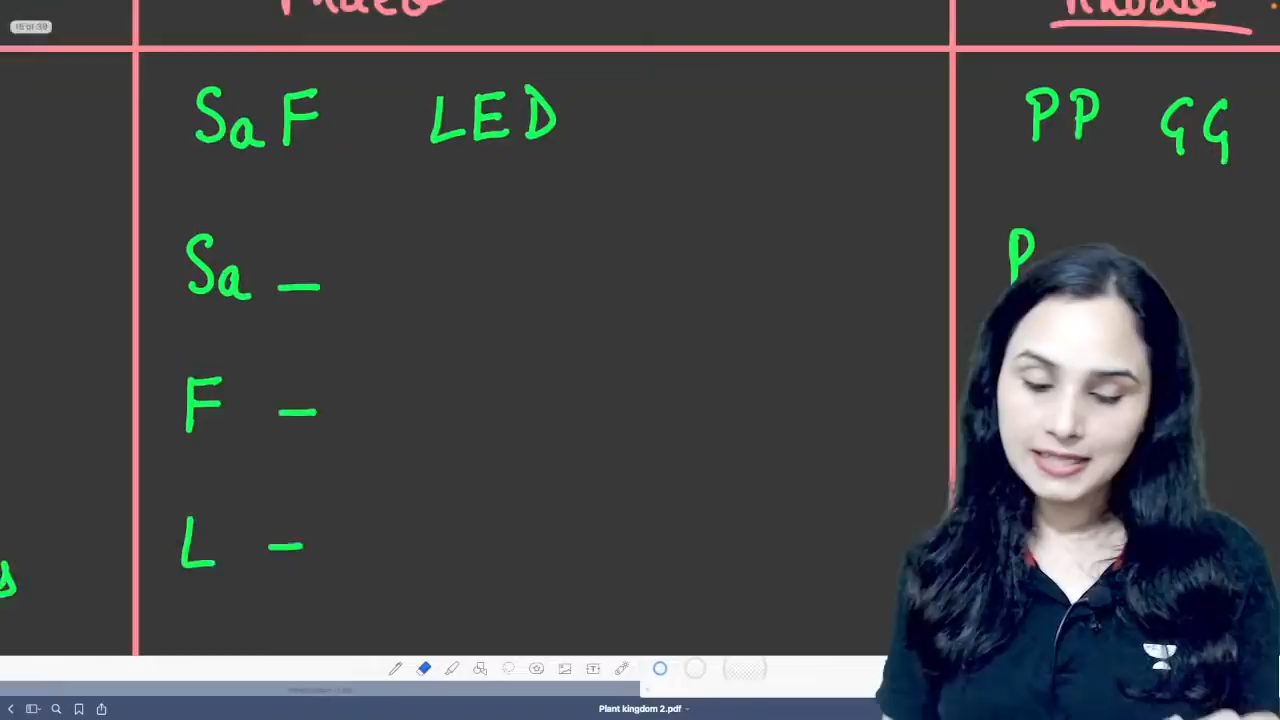 SaF LED PP GG
Sa - P
F -
L -
s
Plant kingdom 2.pdf